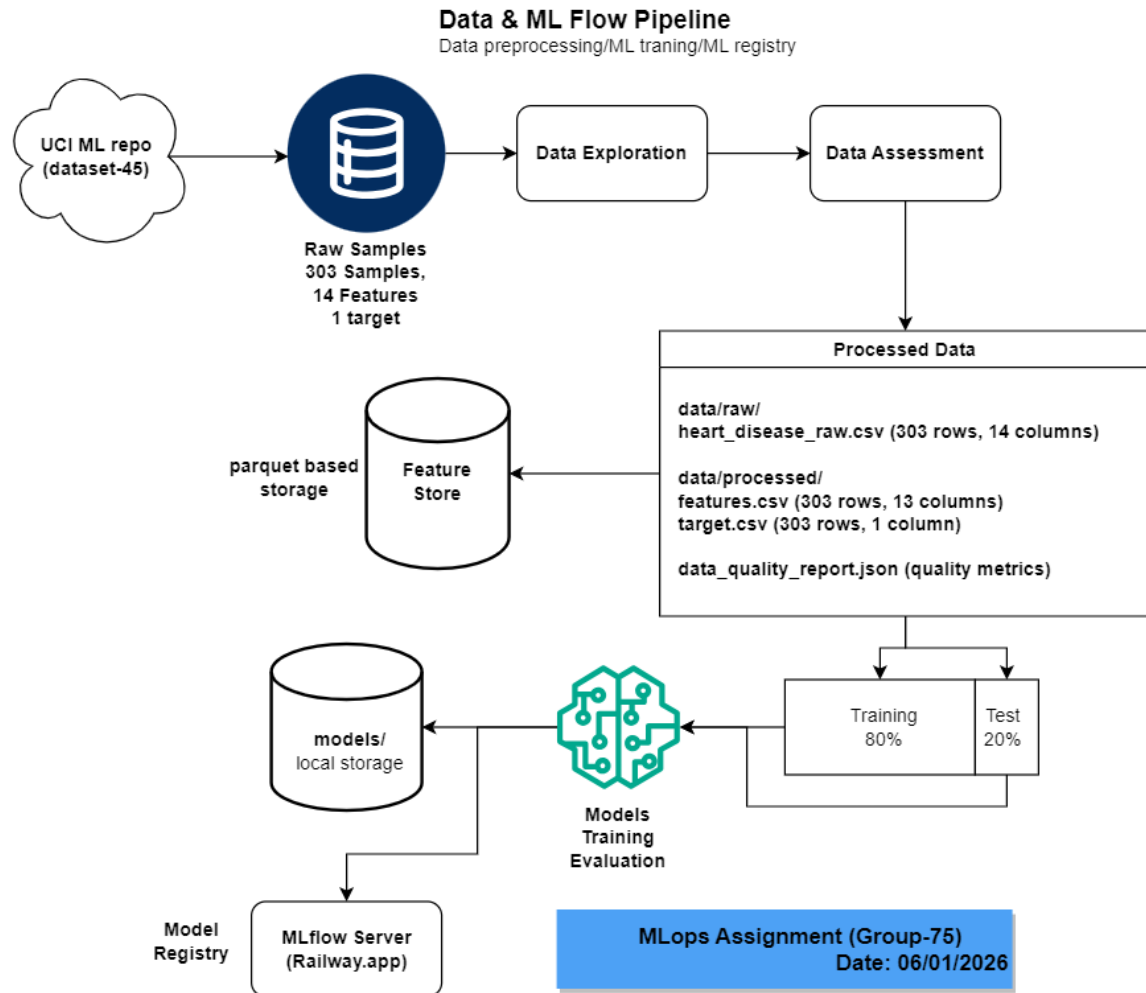 Data & ML Flow Pipeline
Data preprocessing/ML traning/ML registry
UCI ML repo
(dataset-45)
Raw Samples
303 Samples,
14 Features
1 target
Data Exploration
Data Assessment
Processed Data
data/raw/
heart_disease_raw.csv (303 rows, 14 columns)
data/processed/
features.csv (303 rows, 13 columns)
target.csv (303 rows, 1 column)
data_quality_report.json (quality metrics)
parquet based
storage
Feature
Store
Training
80%
Test
20%
models/
local storage
Models
Training
Evaluation
Model
Registry
MLflow Server
(Railway.app)
MLops Assignment (Group-75)
Date: 06/01/2026